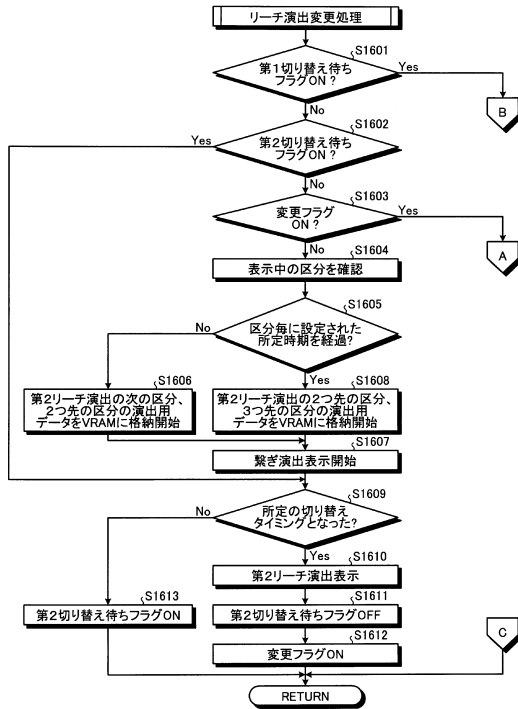 リーチ演出変更処理
S1601
第1切り替え待ち
フラグON?
Yes
No
B
S1602
第2切り替え待ち
フラグON?
Yes
No
S1603
変更フラグ
ON?
Yes
No
A
S1604
表示中の区分を確認
S1605
区分毎に設定された
所定時期を経過?
No
Yes
S1606
第2リーチ演出の次の区分、
2つ先の区分の演出用
データをVRAMに格納開始
S1608
第2リーチ演出の2つ先の区分、
3つ先の区分の演出用
データをVRAMに格納開始
S1607
繋ぎ演出表示開始
S1609
所定の切り替え
タイミングとなった?
No
Yes
S1610
第2リーチ演出表示
S1613
第2切り替え待ちフラグON
S1611
第2切り替え待ちフラグOFF
S1612
変更フラグON
C
RETURN